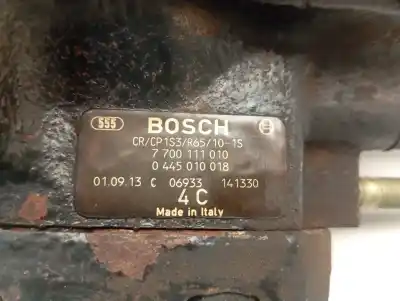 555 BOSCH
CR/CP1S3/R65/10-1S
7 700 111 010
0 445 010 018
01.09.13 C 06933 141330
4 C
Made in Italy